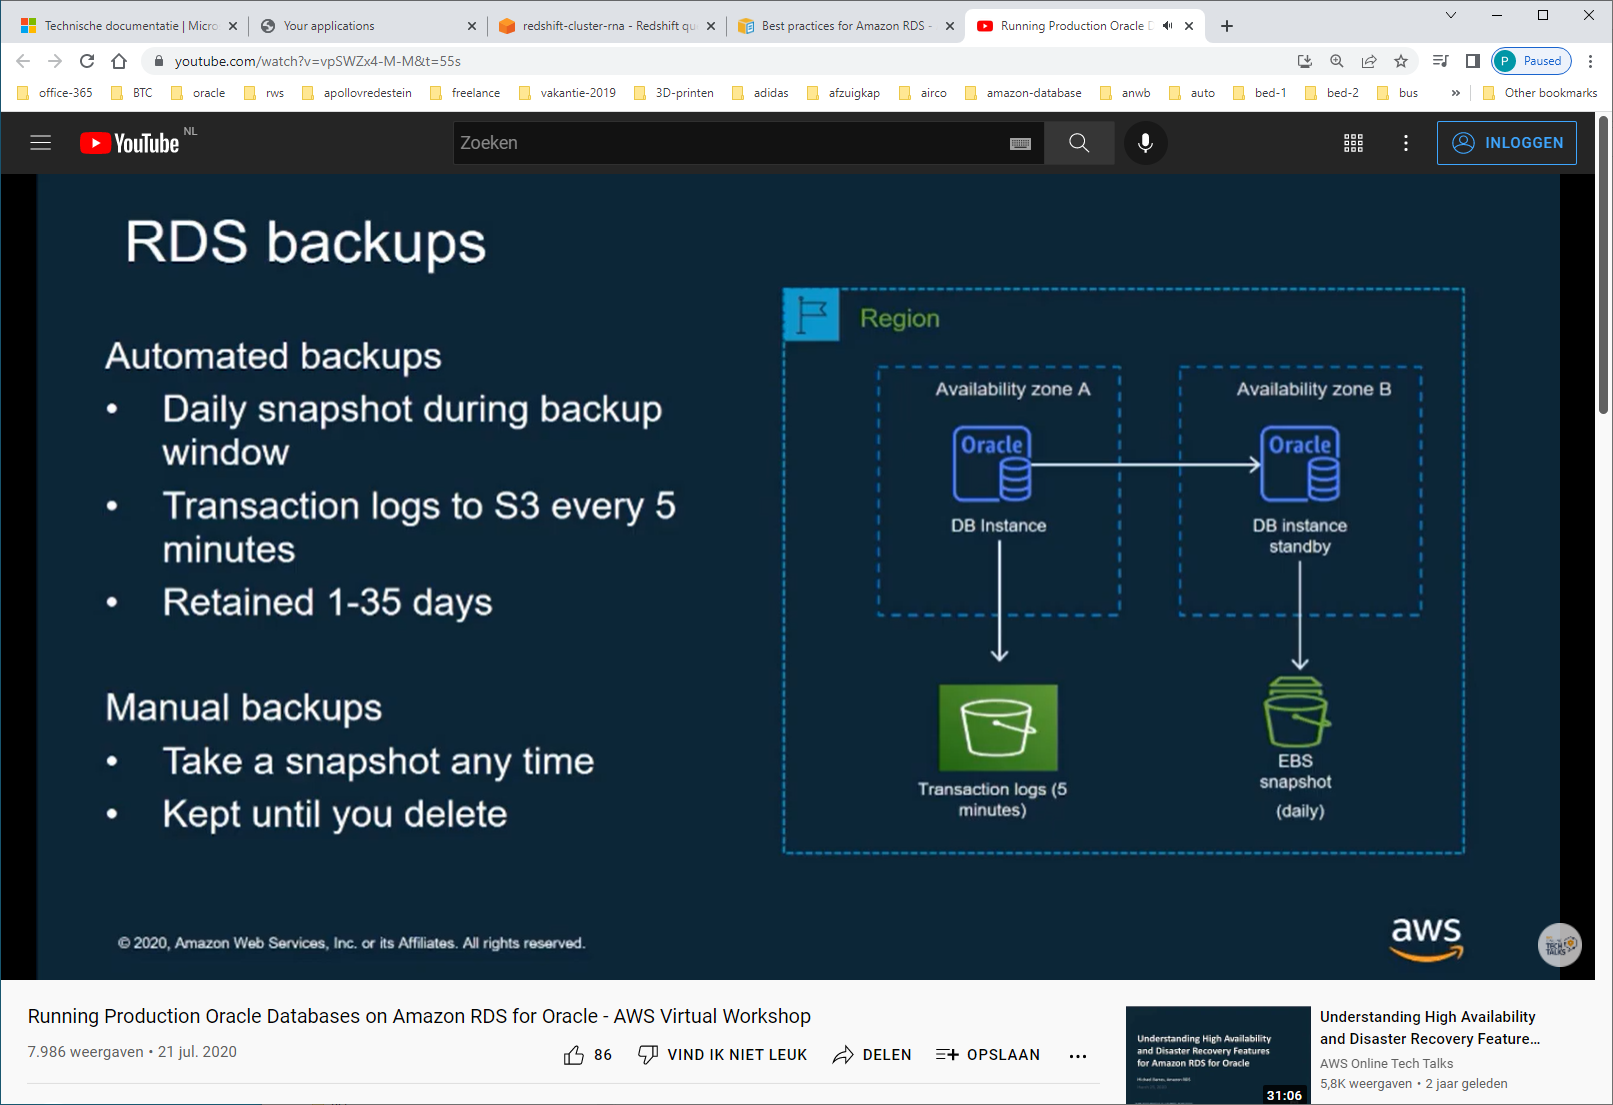 Technische documentatie | Micro
Your applications
redshift-cluster-rna - Redshift qu
Best practices for Amazon RDS -
Running Production Oracle D
youtube.com/watch?v=vpSWZx4-M-M&t=55s
P Paused
office-365 BTC oracle rws apollovredestein freelance vakantie-2019 3D-printen adidas afzuigkap airco amazon-database anwb auto bed-1 bed-2 bus » Other bookmarks
YouTube NL
Zoeken
INLOGGEN
RDS backups
Automated backups
• Daily snapshot during backup
window
• Transaction logs to S3 every 5
minutes
• Retained 1-35 days
Manual backups
• Take a snapshot any time
• Kept until you delete
Region
Availability zone A
Oracle
DB Instance
Availability zone B
Oracle
DB instance
standby
Transaction logs (5
minutes)
EBS
snapshot
(daily)
© 2020, Amazon Web Services, Inc. or its Affiliates. All rights reserved.
aws
TECH
TALKS
Running Production Oracle Databases on Amazon RDS for Oracle - AWS Virtual Workshop
7.986 weergaven • 21 jul. 2020
86 VIND IK NIET LEUK DELEN OPSLAAN
Understanding High Availability
and Disaster Recovery Features
for Amazon RDS for Oracle
31:06
Understanding High Availability
and Disaster Recovery Feature...
AWS Online Tech Talks
5,8K weergaven • 2 jaar geleden